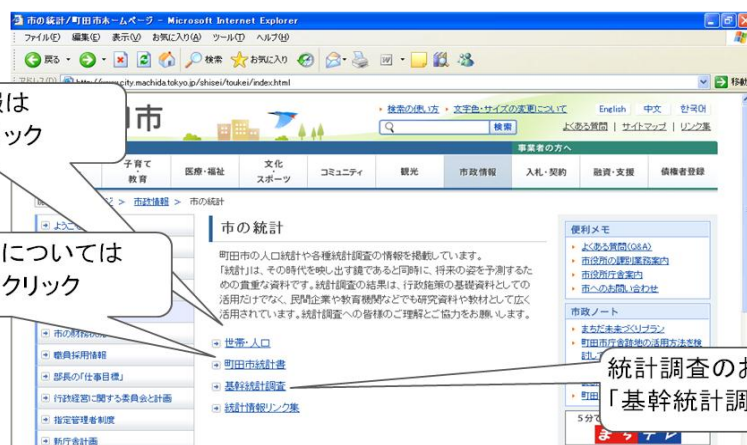 市の統計/町田市ホームページ - Microsoft Internet Explorer
ファイル(F) 編集(E) 表示(V) お気に入り(A) ツール(T) ヘルプ(H)
戻る 検索 お気に入り
www.city.machida.tokyo.jp/shisei/toukei/index.html 移動
報は
ック
市
検索の使い方 文字色・サイズの変更について English 中文 한국어
検索 よくある質問 | サイトマップ | リンク集
事業者の方へ
子育て・教育 医療・福祉 文化・スポーツ コミュニティ 観光 市政情報 入札・契約 融資・支援 債権者登録
> 市政情報 > 市の統計
市の統計
町田市の人口統計や各種統計調査の情報を掲載しています。
「統計」は、その時代を映し出す鏡であると同時に、将来の姿を予測するた
めの貴重な資料です。統計調査の結果は、行政施策の基礎資料としての
活用だけでなく、民間企業や教育機関などでも研究資料や教材として広く
活用されています。統計調査への皆様のご理解とご協力をお願いします。
世帯・人口
町田市統計書
基幹統計調査
統計情報リンク集
については
クリック
職員採用情報
部長の「仕事目標」
行政経営に関する委員会と計画
指定管理者制度
新庁舎計画
便利メモ
よくある質問(Q&A)
市役所の課別業務案内
市役所庁舎案内
市へのお問い合わせ
市政ノート
まちだ未来づくりプラン
町田市庁舎跡地の活用方法を検
統計調査のお
「基幹統計調
5分で